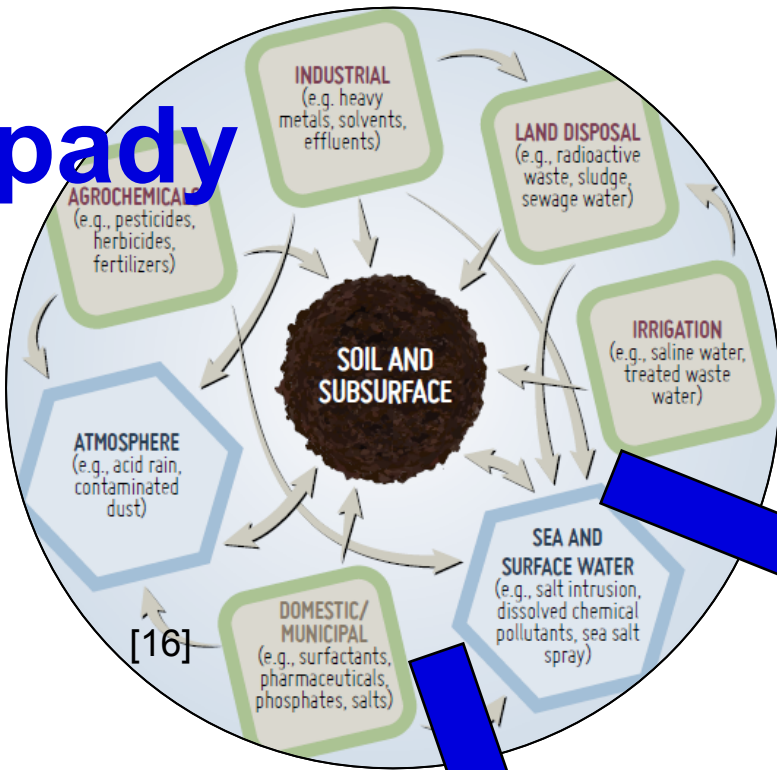 pady
INDUSTRIAL
(e.g. heavy
metals, solvents,
effluents)
LAND DISPOSAL
(e.g., radioactive
waste, sludge,
sewage water)
AGROCHEMICALS
(e.g., pesticides,
herbicides,
fertilizers)
IRRIGATION
(e.g., saline water,
treated waste
water)
SOIL AND
SUBSURFACE
ATMOSPHERE
(e.g., acid rain,
contaminated
dust)
SEA AND
SURFACE WATER
(e.g., salt intrusion,
dissolved chemical
pollutants, sea salt
spray)
DOMESTIC/
MUNICIPAL
(e.g., surfactants,
pharmaceuticals,
phosphates, salts)
[16]